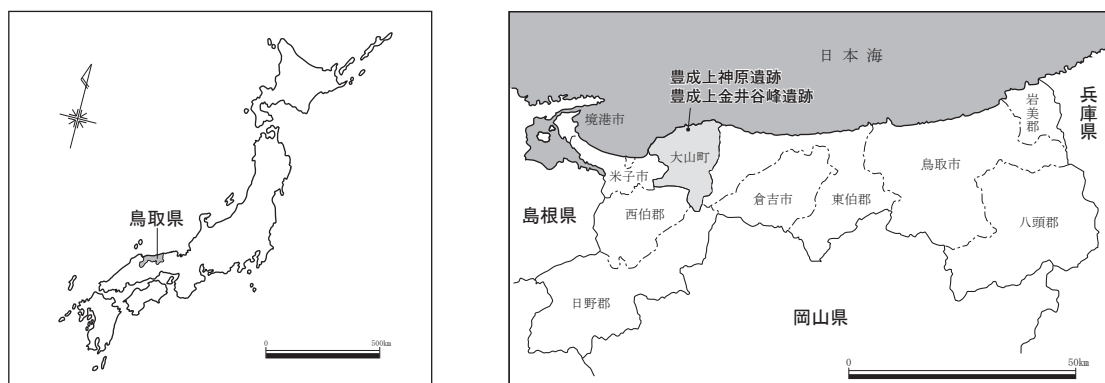 鳥取県
0
500km
日本海
豊成上神原遺跡
豊成上金井谷峰遺跡
境港市
大山町
米子市
西伯郡
倉吉市
東伯郡
鳥取市
岩美郡
兵庫県
八頭郡
島根県
日野郡
岡山県
0
50km